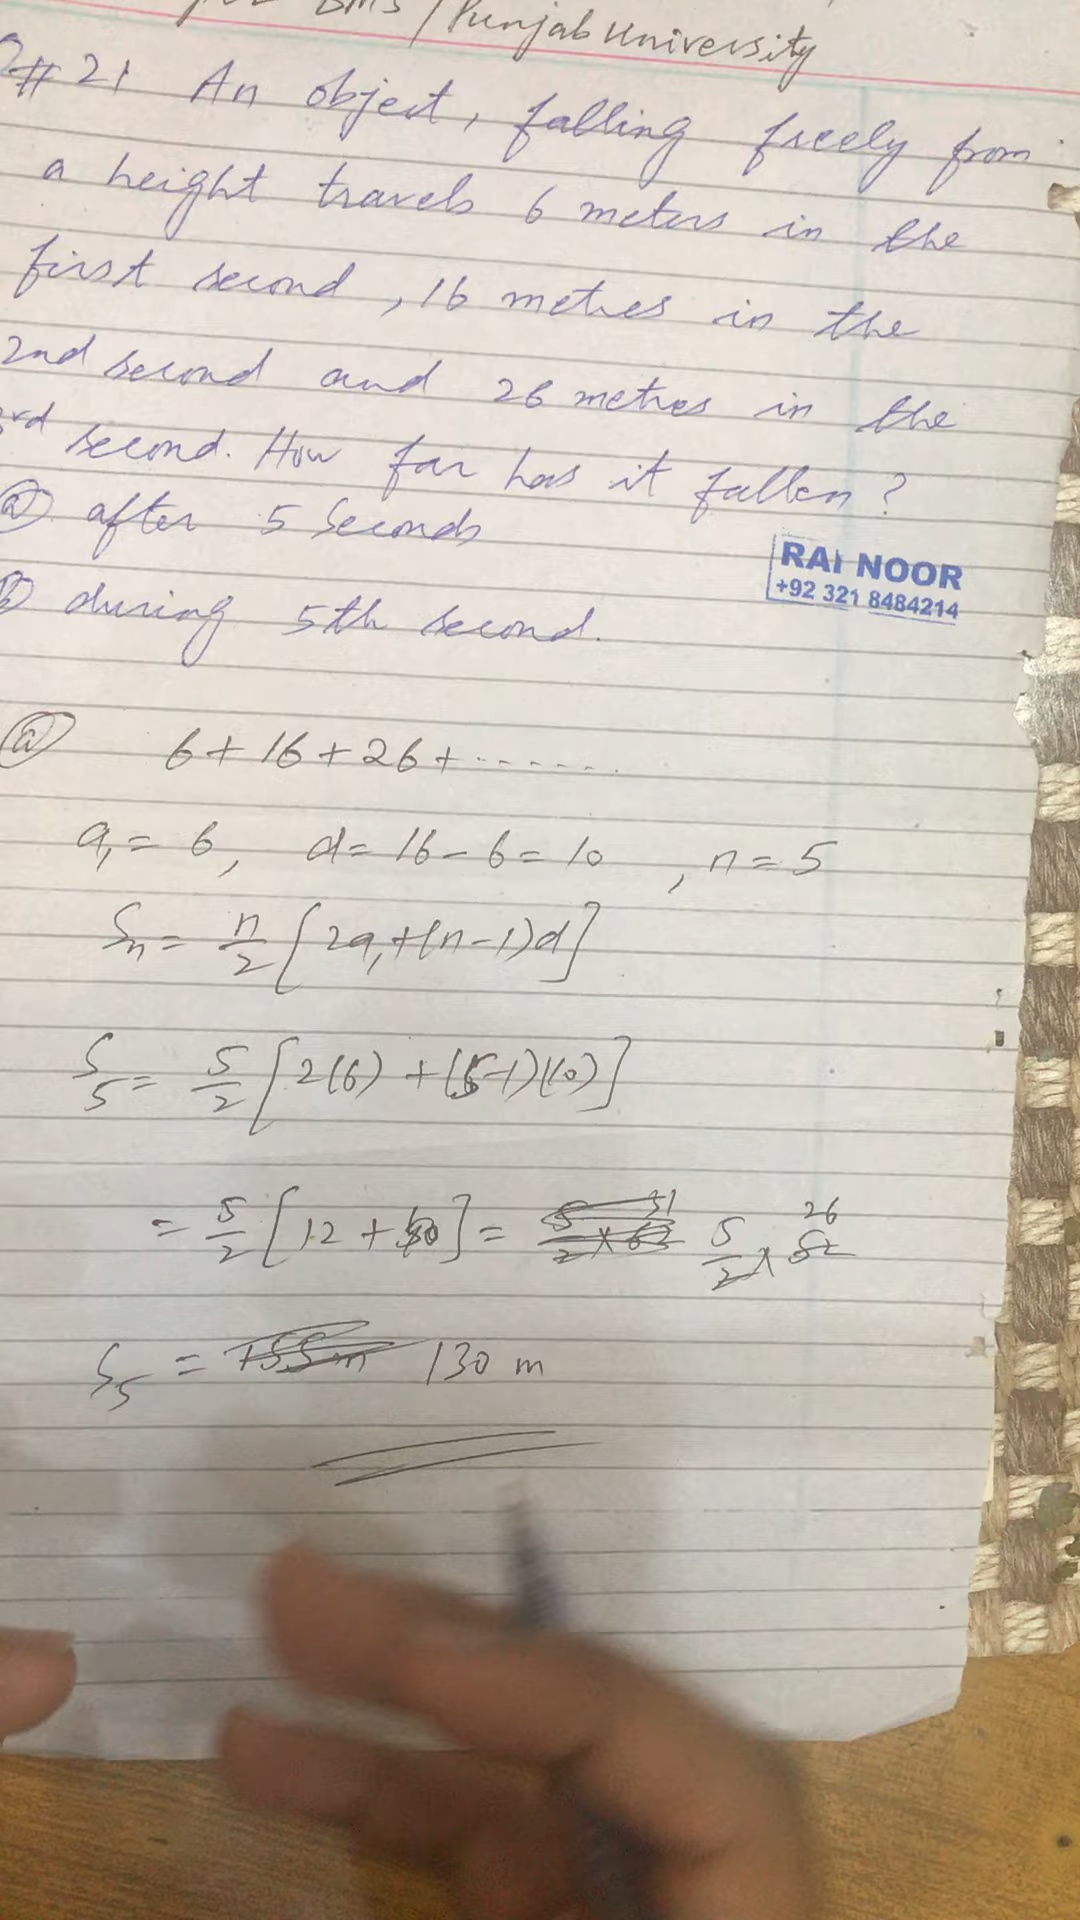 BMS / Punjab University
Q#21 An object, falling freely from
a height travels 6 meters in the
first second, 16 metres in the
2nd second and 26 metres in the
3rd second. How far has it fallen?
(a) after 5 Seconds
(b) during 5th second.
RAI NOOR
+92 321 8484214
(a) 6+16+26+.......
a₁ = 6, d = 16-6 = 10, n = 5
Sₙ = n/2 [2a₁+(n-1)d]
S₅ = 5/2 [2(6) + (5-1)(10)]
= 5/2 [12 + 40] = 5/2 × 52 26
S₅ = 130 m